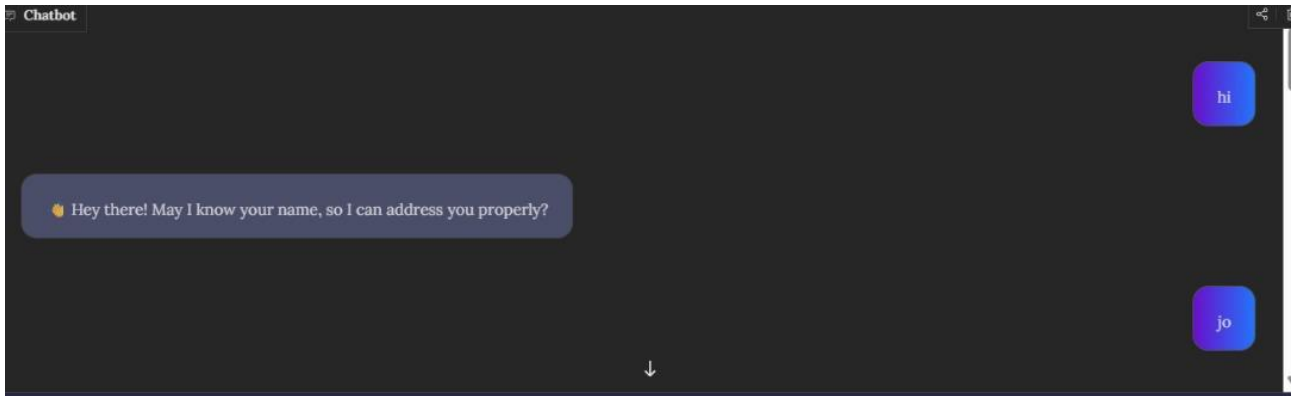 Chatbot
hi
👋 Hey there! May I know your name, so I can address you properly?
jo